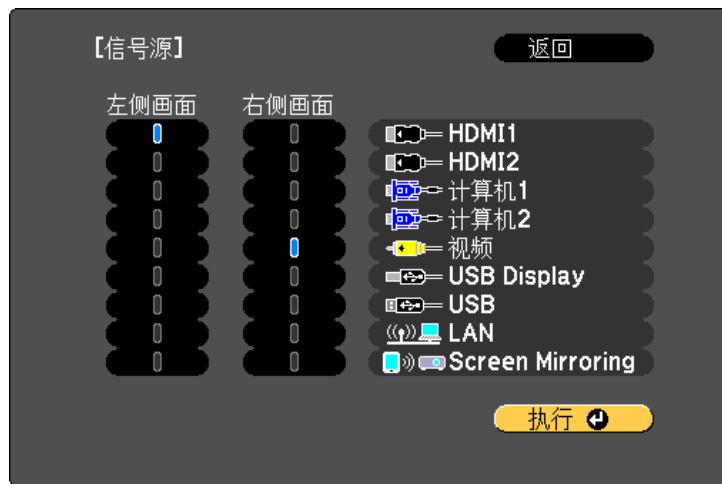 【信号源】 返回
左侧画面 右侧画面
HDMI1
HDMI2
计算机1
计算机2
视频
USB Display
USB
LAN
Screen Mirroring
执行